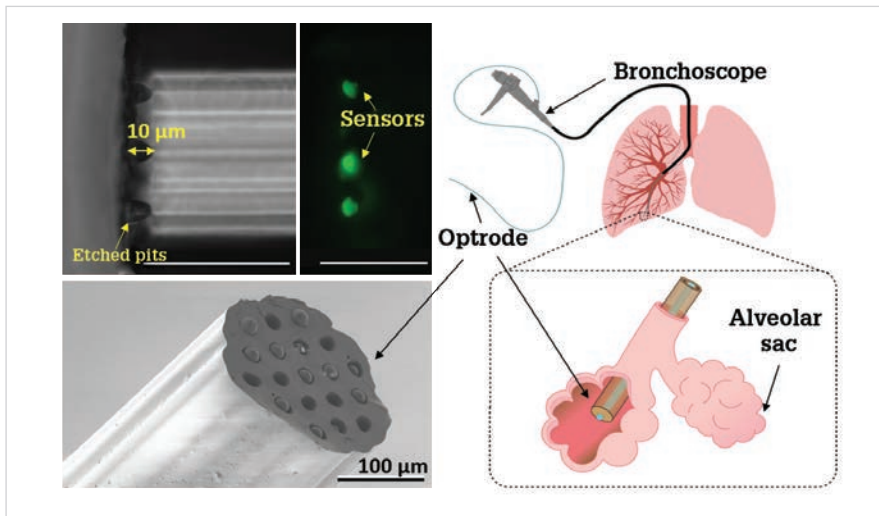 10 µm
Etched pits
Sensors
Bronchoscope
Optrode
Alveolar
sac
100 µm